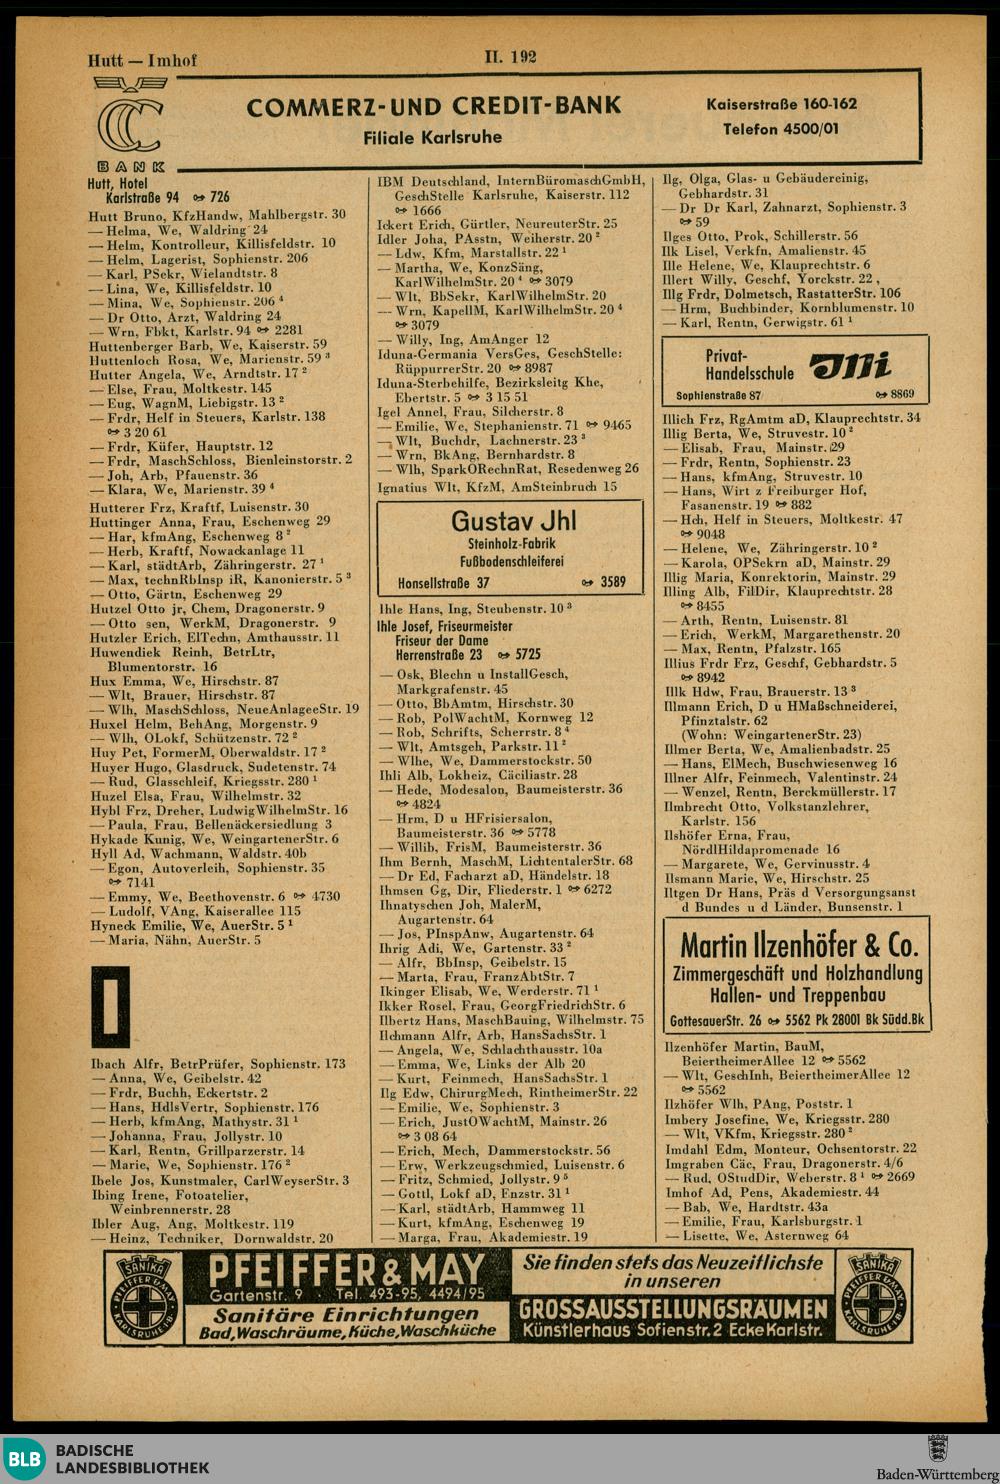 Hutt — Imhof
II. 192
COMMERZ-UND CREDIT-BANK
Filiale Karlsruhe
Kaiserstraße 160-162
Telefon 4500/01
BANK
Hutt, Hotel
Karlstraße 94 726
Hutt Bruno, KfzHandw, Mahlbergstr. 30
— Helma, We, Waldring 24
— Helm, Kontrolleur, Killisfeldstr. 10
— Helm, Lagerist, Sophienstr. 206
— Karl, PSekr, Wielandtstr. 8
— Lina, We, Killisfeldstr. 10
— Mina, We, Sophienstr. 206 ⁴
— Dr Otto, Arzt, Waldring 24
— Wrn, Fbkt, Karlstr. 94 2281
Huttenberger Barb, We, Kaiserstr. 59
Huttenloch Rosa, We, Marienstr. 59 ³
Hutter Angela, We, Arndtstr. 17 ²
— Else, Frau, Moltkestr. 145
— Eug, WagnM, Liebigstr. 13 ²
— Frdr, Helf in Steuers, Karlstr. 138
3 20 61
— Frdr, Küfer, Hauptstr. 12
— Frdr, MaschSchloss, Bienleinstorstr. 2
— Joh, Arb, Pfauenstr. 36
— Klara, We, Marienstr. 39 ⁴
Hutterer Frz, Kraftf, Luisenstr. 30
Huttinger Anna, Frau, Eschenweg 29
— Har, kfmAng, Eschenweg 8 ²
— Herb, Kraftf, Nowackanlage 11
— Karl, städtArb, Zähringerstr. 27 ¹
— Max, technRbInsp iR, Kanonierstr. 5 ³
— Otto, Gärtn, Eschenweg 29
Hutzel Otto jr, Chem, Dragonerstr. 9
— Otto sen, WerkM, Dragonerstr. 9
Hutzler Erich, ElTechn, Amthausstr. 11
Huwendiek Reinh, BetrLtr,
Blumentorstr. 16
Hux Emma, We, Hirschstr. 87
— Wlt, Brauer, Hirschstr. 87
— Wlh, MaschSchloss, NeueAnlageeStr. 19
Huxel Helm, BehAng, Morgenstr. 9
— Wlh, OLokf, Schützenstr. 72 ²
Huy Pet, FormerM, Oberwaldstr. 17 ²
Huyer Hugo, Glasdruck, Sudetenstr. 74
— Rud, Glasschleif, Kriegsstr. 280 ¹
Huzel Elsa, Frau, Wilhelmstr. 32
Hybl Frz, Dreher, LudwigWilhelmStr. 16
— Paula, Frau, Bellenäckersiedlung 3
Hykade Kunig, We, WeingartenerStr. 6
Hyll Ad, Wachmann, Waldstr. 40b
— Egon, Autoverleih, Sophienstr. 35
7141
— Emmy, We, Beethovenstr. 6 4730
— Ludolf, VAng, Kaiserallee 115
Hyneck Emilie, We, AuerStr. 5 ¹
— Maria, Nähn, AuerStr. 5
I
Ibach Alfr, BetrPrüfer, Sophienstr. 173
— Anna, We, Geibelstr. 42
— Frdr, Buchh, Eckertstr. 2
— Hans, HdlsVertr, Sophienstr. 176
— Herb, kfmAng, Mathystr. 31 ¹
— Johanna, Frau, Jollystr. 10
— Karl, Rentn, Grillparzerstr. 14
— Marie, We, Sophienstr. 176 ²
Ibele Jos, Kunstmaler, CarlWeyserStr. 3
Ibing Irene, Fotoatelier,
Weinbrennerstr. 28
Ibler Aug, Ang, Moltkestr. 119
— Heinz, Techniker, Dornwaldstr. 20
IBM Deutschland, InternBüromaschGmbH,
GeschStelle Karlsruhe, Kaiserstr. 112
1666
Ickert Erich, Gürtler, NeureuterStr. 25
Idler Joha, PAsstn, Weiherstr. 20 ²
— Ldw, Kfm, Marstallstr. 22 ¹
— Martha, We, KonzSäng,
KarlWilhelmStr. 20 ⁴ 3079
— Wlt, BbSekr, KarlWilhelmStr. 20
— Wrn, KapellM, KarlWilhelmStr. 20 ⁴
3079
— Willy, Ing, AmAnger 12
Iduna-Germania VersGes, GeschStelle:
RüppurrerStr. 20 8987
Iduna-Sterbehilfe, Bezirksleitg Khe,
Ebertstr. 5 3 15 51
Igel Annel, Frau, Silcherstr. 8
— Emilie, We, Stephanienstr. 71 9465
— Wlt, Buchdr, Lachnerstr. 23 ³
— Wrn, BkAng, Bernhardstr. 8
— Wlh, SparkORechnRat, Resedenweg 26
Ignatius Wlt, KfzM, AmSteinbruch 15
Gustav Jhl
Steinholz-Fabrik
Fußbodenschleiferei
Honsellstraße 37 3589
Ihle Hans, Ing, Steubenstr. 10 ³
Ihle Josef, Friseurmeister
Friseur der Dame
Herrenstraße 23 5725
— Osk, Blechn u InstallGesch,
Markgrafenstr. 45
— Otto, BbAmtm, Hirschstr. 30
— Rob, PolWachtM, Kornweg 12
— Rob, Schrifts, Scherrstr. 8 ⁴
— Wlt, Amtsgeh, Parkstr. 11 ²
— Wlhe, We, Dammerstockstr. 50
Ihli Alb, Lokheiz, Cäciliastr. 28
— Hede, Modesalon, Baumeisterstr. 36
4824
— Hrm, D u HFrisiersalon,
Baumeisterstr. 36 5778
— Willib, FrisM, Baumeisterstr. 36
Ihm Bernh, MaschM, LichtentalerStr. 68
— Dr Ed, Facharzt aD, Händelstr. 18
Ihmsen Gg, Dir, Fliederstr. 1 6272
Ihnatyschen Joh, MalerM,
Augartenstr. 64
— Jos, PInspAnw, Augartenstr. 64
Ihrig Adi, We, Gartenstr. 33 ²
— Alfr, BbInsp, Geibelstr. 15
— Marta, Frau, FranzAbtStr. 7
Ikinger Elisab, We, Werderstr. 71 ¹
Ikker Rosel, Frau, GeorgFriedrichStr. 6
Ilbertz Hans, MaschBauing, Wilhelmstr. 75
Ilchmann Alfr, Arb, HansSachsStr. 1
— Angela, We, Schlachthausstr. 10a
— Emma, We, Links der Alb 20
— Kurt, Feinmech, HansSachsStr. 1
Ilg Edw, ChirurgMech, RintheimerStr. 22
— Emilie, We, Sophienstr. 3
— Erich, JustOWachtM, Mainstr. 26
3 08 64
— Erich, Mech, Dammerstockstr. 56
— Erw, Werkzeugschmied, Luisenstr. 6
— Fritz, Schmied, Jollystr. 9 ⁵
— Gottl, Lokf aD, Enzstr. 31 ¹
— Karl, städtArb, Hammweg 11
— Kurt, kfmAng, Eschenweg 19
— Marga, Frau, Akademiestr. 19
Ilg, Olga, Glas- u Gebäudereinig,
Gebhardstr. 31
— Dr Dr Karl, Zahnarzt, Sophienstr. 3
59
Ilges Otto, Prok, Schillerstr. 56
Ilk Lisel, Verkfn, Amalienstr. 45
Ille Helene, We, Klauprechtstr. 6
Illert Willy, Geschf, Yorckstr. 22
Illg Frdr, Dolmetsch, RastatterStr. 106
— Hrm, Buchbinder, Kornblumenstr. 10
— Karl, Rentn, Gerwigstr. 61 ¹
Privat-
Handelsschule JMi
Sophienstraße 87 8869
Illich Frz, RgAmtm aD, Klauprechtstr. 34
Illig Berta, We, Struvestr. 10 ²
— Elisab, Frau, Mainstr. 29
— Frdr, Rentn, Sophienstr. 23
— Hans, kfmAng, Struvestr. 10
— Hans, Wirt z Freiburger Hof,
Fasanenstr. 19 882
— Hch, Helf in Steuers, Moltkestr. 47
9048
— Helene, We, Zähringerstr. 10 ²
— Karola, OPSekrn aD, Mainstr. 29
Illig Maria, Konrektorin, Mainstr. 29
Illing Alb, FilDir, Klauprechtstr. 28
8455
— Arth, Rentn, Luisenstr. 81
— Erich, WerkM, Margarethenstr. 20
— Max, Rentn, Pfalzstr. 165
Illius Frdr Frz, Geschf, Gebhardstr. 5
8942
Illk Hdw, Frau, Brauerstr. 13 ³
Illmann Erich, D u HMaßschneiderei,
Pfinztalstr. 62
(Wohn: WeingartenerStr. 23)
Illmer Berta, We, Amalienbadstr. 25
— Hans, ElMech, Buschwiesenweg 16
Illner Alfr, Feinmech, Valentinstr. 24
— Wenzel, Rentn, Berckmüllerstr. 17
Ilmbrecht Otto, Volkstanzlehrer,
Karlstr. 156
Ilshöfer Erna, Frau,
NördlHildapromenade 16
— Margarete, We, Gervinusstr. 4
Ilsmann Marie, We, Hirschstr. 25
Iltgen Dr Hans, Präs d Versorgungsanst
d Bundes u d Länder, Bunsenstr. 1
Martin Ilzenhöfer & Co.
Zimmergeschäft und Holzhandlung
Hallen- und Treppenbau
GottesauerStr. 26 5562 Pk 28001 Bk Südd.Bk
Ilzenhöfer Martin, BauM,
BeiertheimerAllee 12 5562
— Wlt, GeschInh, BeiertheimerAllee 12
5562
Ilzhöfer Wlh, PAng, Poststr. 1
Imbery Josefine, We, Kriegsstr. 280
— Wlt, VKfm, Kriegsstr. 280 ²
Imdahl Edm, Monteur, Ochsentorstr. 22
Imgraben Cäc, Frau, Dragonerstr. 4/6
— Rud, OStudDir, Weberstr. 8 ¹ 2669
Imhof Ad, Pens, Akademiestr. 44
— Bab, We, Hardtstr. 43a
— Emilie, Frau, Karlsburgstr. 1
— Lisette, We, Asternweg 64
SANIKA
PFEIFFER & MAY
KARLSRUHE i.B.
PFEIFFER & MAY
Gartenstr. 9 Tel. 493-95, 4494/95
Sanitäre Einrichtungen
Bad, Waschräume, Küche, Waschküche
Sie finden stets das Neuzeitlichste
in unseren
GROSSAUSSTELLUNGSRÄUMEN
Künstlerhaus Sofienstr. 2 Ecke Karlstr.
SANIKA
PFEIFFER & MAY
KARLSRUHE i.B.
BLB
BADISCHE
LANDESBIBLIOTHEK
Baden-Württemberg